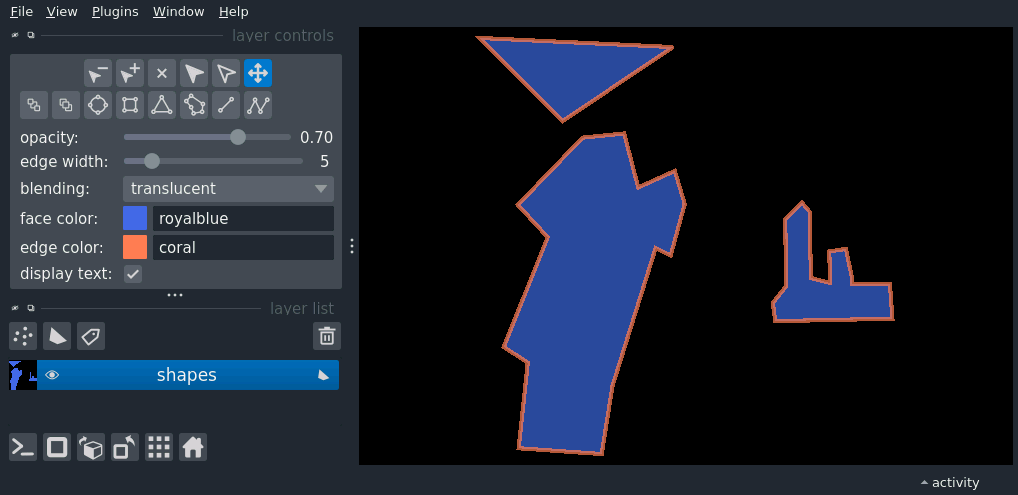 File View Plugins Window Help
layer controls
opacity: 0.70
edge width: 5
blending: translucent
face color: royalblue
edge color: coral
display text:
layer list
shapes
activity